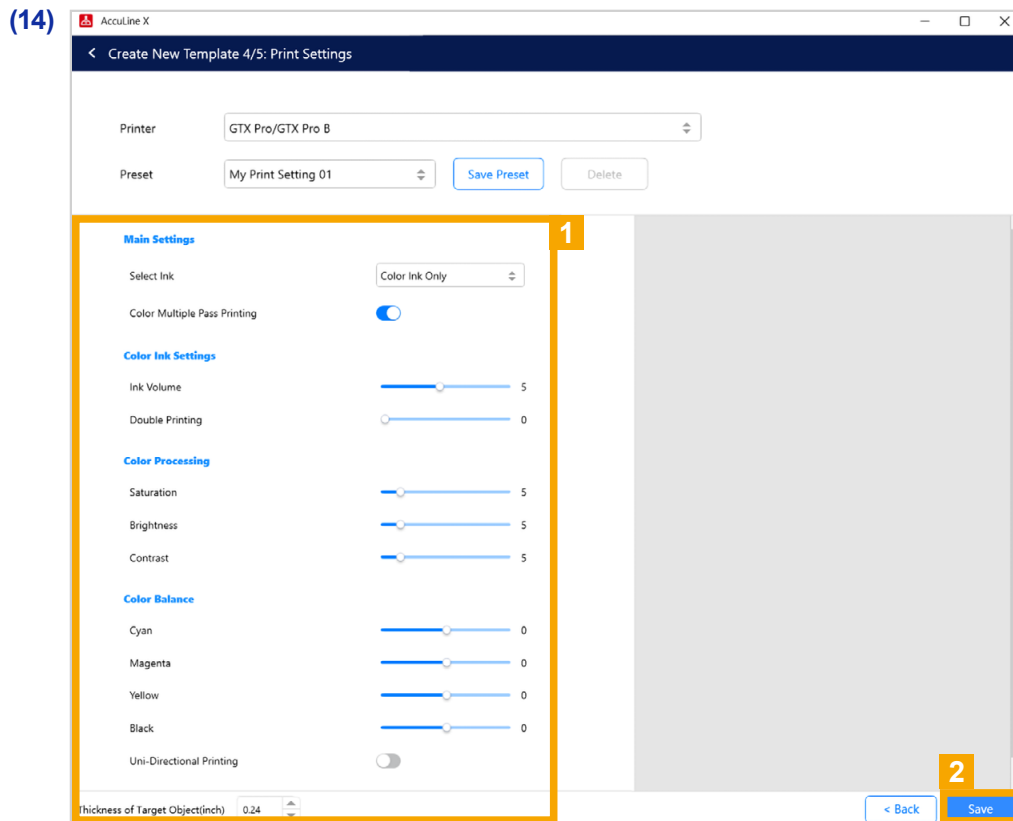 (14)
AccuLine X
< Create New Template 4/5: Print Settings
Printer GTX Pro/GTX Pro B
Preset My Print Setting 01 Save Preset Delete
1
Main Settings
Select Ink Color Ink Only
Color Multiple Pass Printing
Color Ink Settings
Ink Volume 5
Double Printing 0
Color Processing
Saturation 5
Brightness 5
Contrast 5
Color Balance
Cyan 0
Magenta 0
Yellow 0
Black 0
Uni-Directional Printing
2
Thickness of Target Object(inch) 0.24 < Back Save